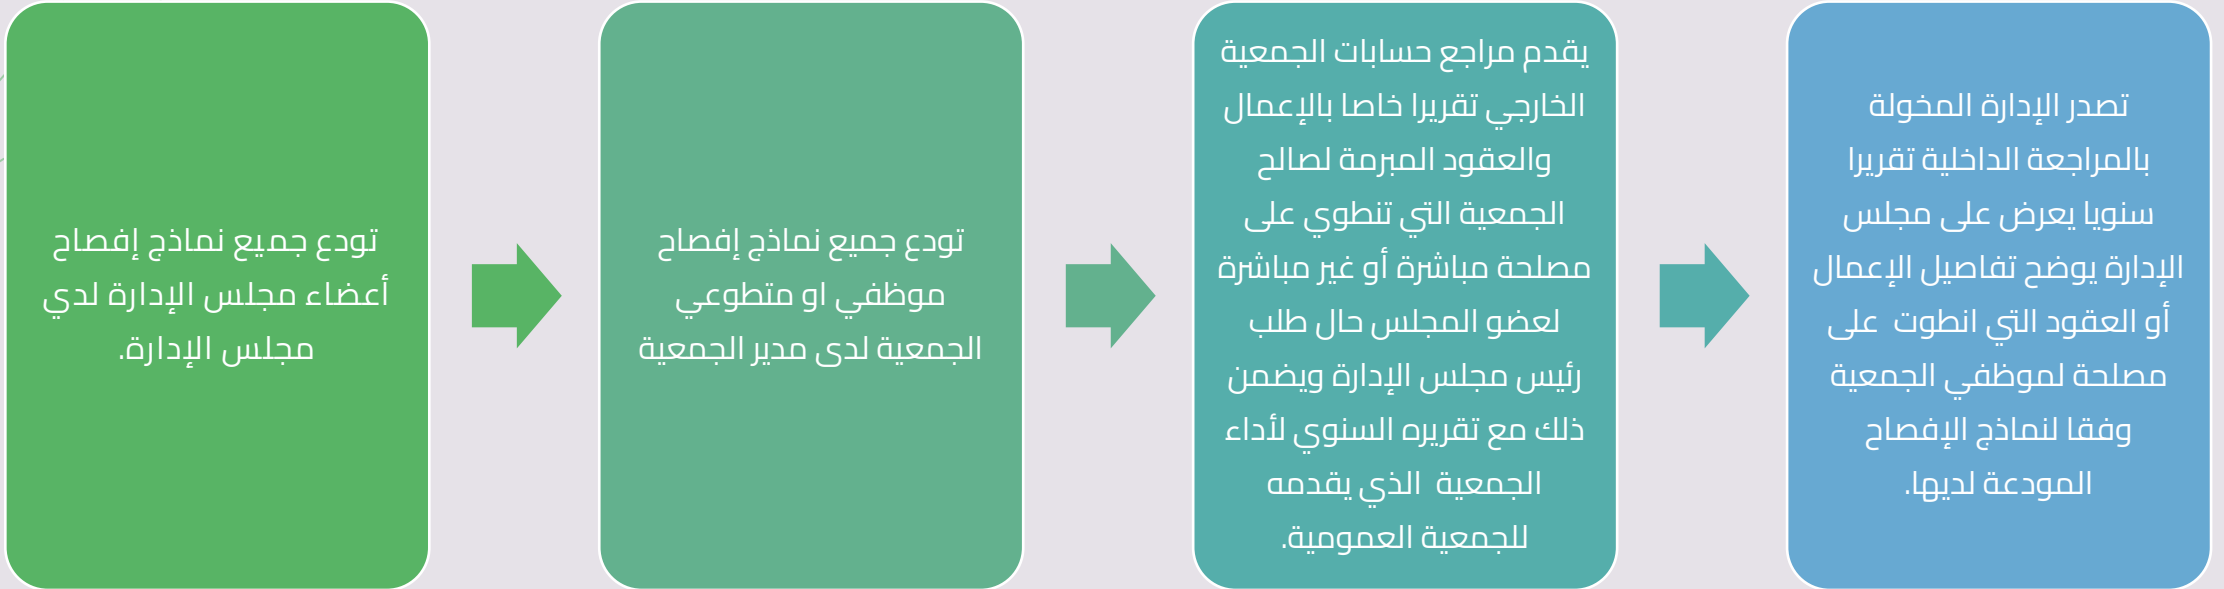 تودع جميع نماذج إفصاح
أعضاء مجلس الإدارة لدي
مجلس الإدارة.
تودع جميع نماذج إفصاح
موظفي او متطوعي
الجمعية لدى مدير الجمعية
يقدم مراجع حسابات الجمعية
الخارجي تقريرا خاصا بالإعمال
والعقود المبرمة لصالح
الجمعية التي تنطوي على
مصلحة مباشرة أو غير مباشرة
لعضو المجلس حال طلب
رئيس مجلس الإدارة ويضمن
ذلك مع تقريره السنوي لأداء
الجمعية الذي يقدمه
للجمعية العمومية.
تصدر الإدارة المخولة
بالمراجعة الداخلية تقريرا
سنويا يعرض على مجلس
الإدارة يوضح تفاصيل الإعمال
أو العقود التي انطوت على
مصلحة لموظفي الجمعية
وفقا لنماذج الإفصاح
المودعة لديها.